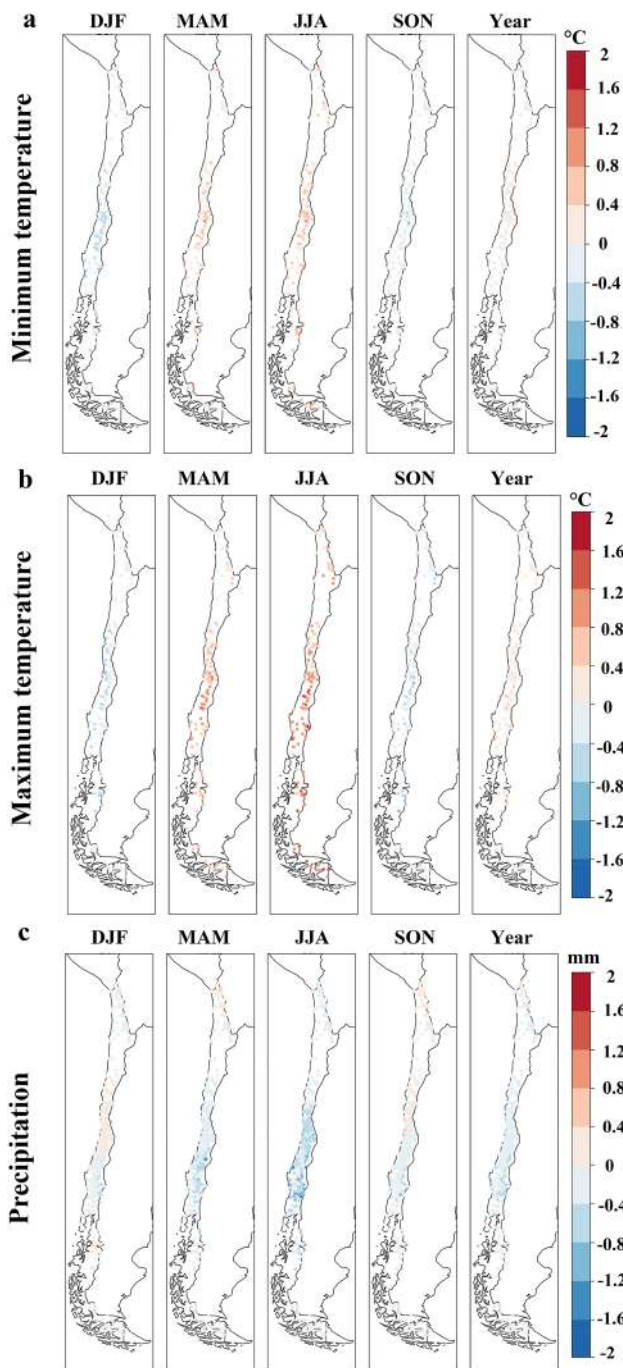 a
DJF MAM JJA SON Year
°C
Minimum temperature
2
1.6
1.2
0.8
0.4
0
-0.4
-0.8
-1.2
-1.6
-2
b
DJF MAM JJA SON Year
°C
Maximum temperature
2
1.6
1.2
0.8
0.4
0
-0.4
-0.8
-1.2
-1.6
-2
c
DJF MAM JJA SON Year
mm
Precipitation
2
1.6
1.2
0.8
0.4
0
-0.4
-0.8
-1.2
-1.6
-2